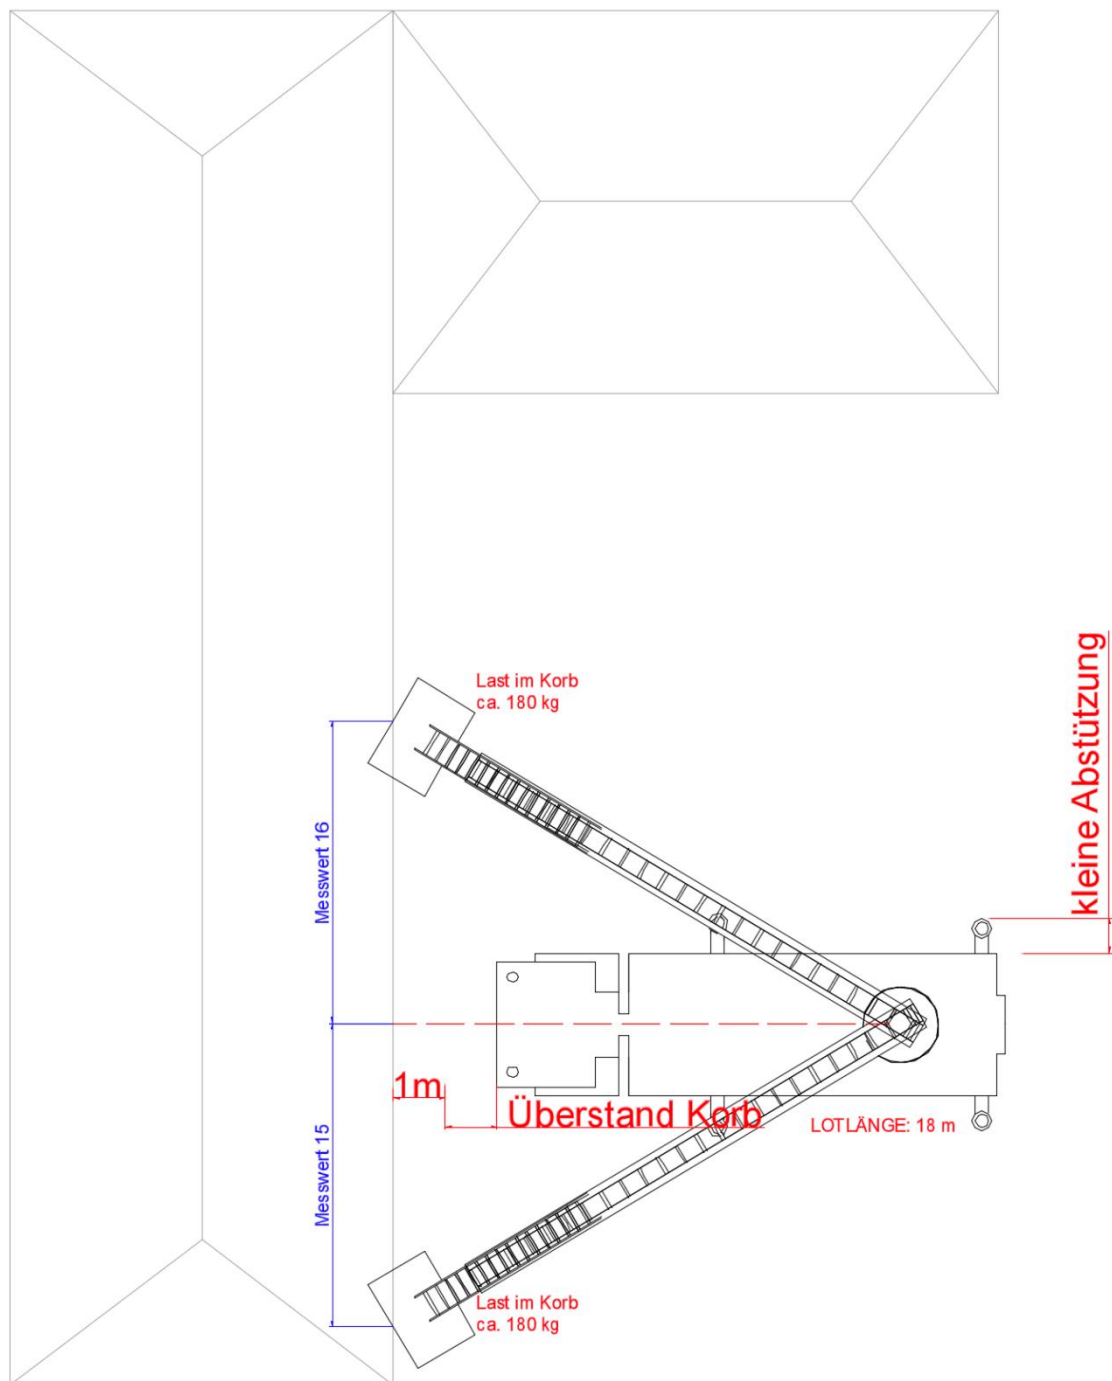 Last im Korb
ca. 180 kg
kleine Abstützung
Messwert 16
1m
Überstand Korb
LOTLÄNGE: 18 m
Messwert 15
Last im Korb
ca. 180 kg